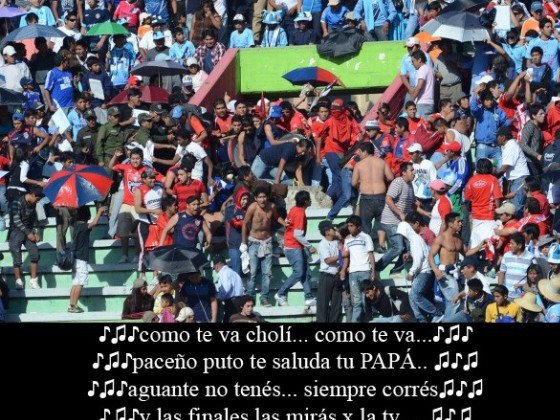 ♪♫♪como te va cholí... como te va...♪♫♪
♪♫♪paceño puto te saluda tu PAPÁ.. ♫♪♫
♪♫♪aguante no tenés... siempre corrés♫♪♫
♪♫♪y las finales las mirás x la tv.....♪♫♪